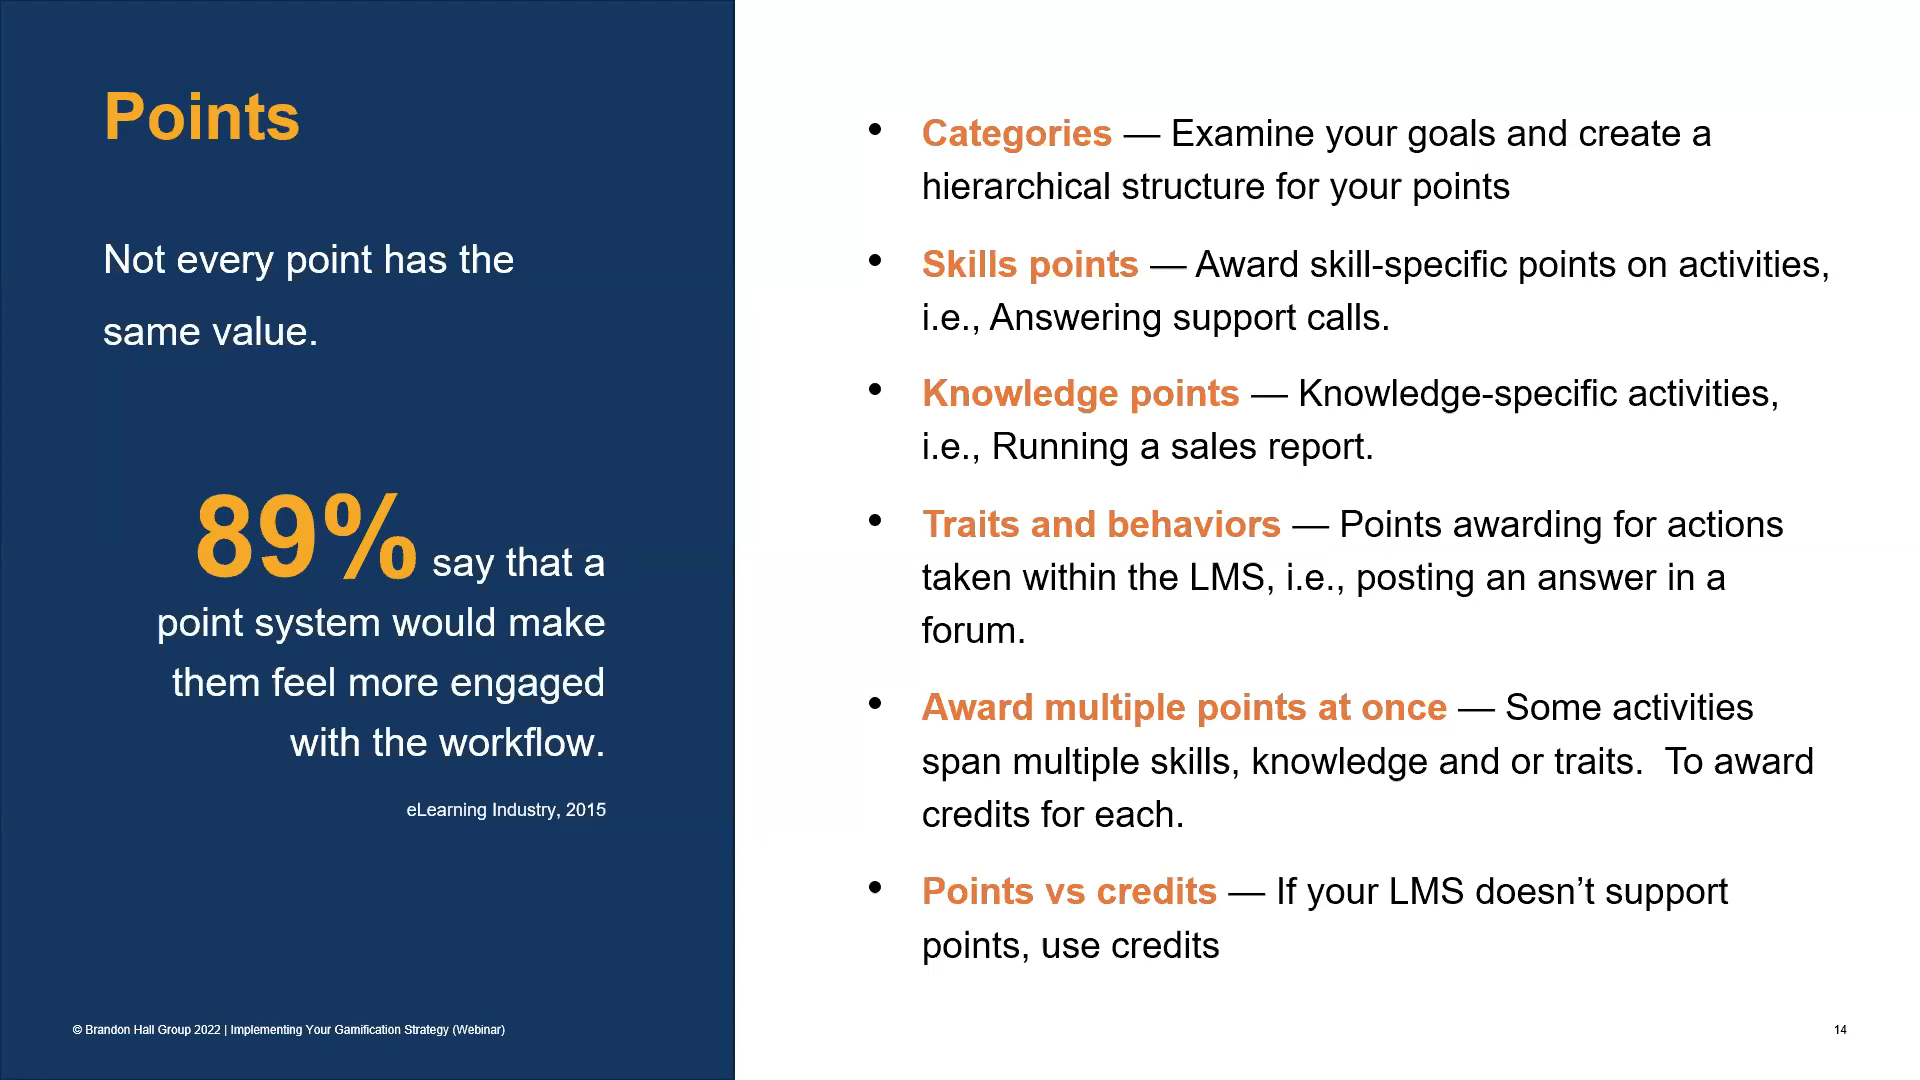 Points
Not every point has the
same value.
89% say that a
point system would make
them feel more engaged
with the workflow.
eLearning Industry, 2015
• Categories — Examine your goals and create a
hierarchical structure for your points
• Skills points — Award skill-specific points on activities,
i.e., Answering support calls.
• Knowledge points — Knowledge-specific activities,
i.e., Running a sales report.
• Traits and behaviors — Points awarding for actions
taken within the LMS, i.e., posting an answer in a
forum.
• Award multiple points at once — Some activities
span multiple skills, knowledge and or traits.  To award
credits for each.
• Points vs credits — If your LMS doesn’t support
points, use credits
© Brandon Hall Group 2022 | Implementing Your Gamification Strategy (Webinar)
14